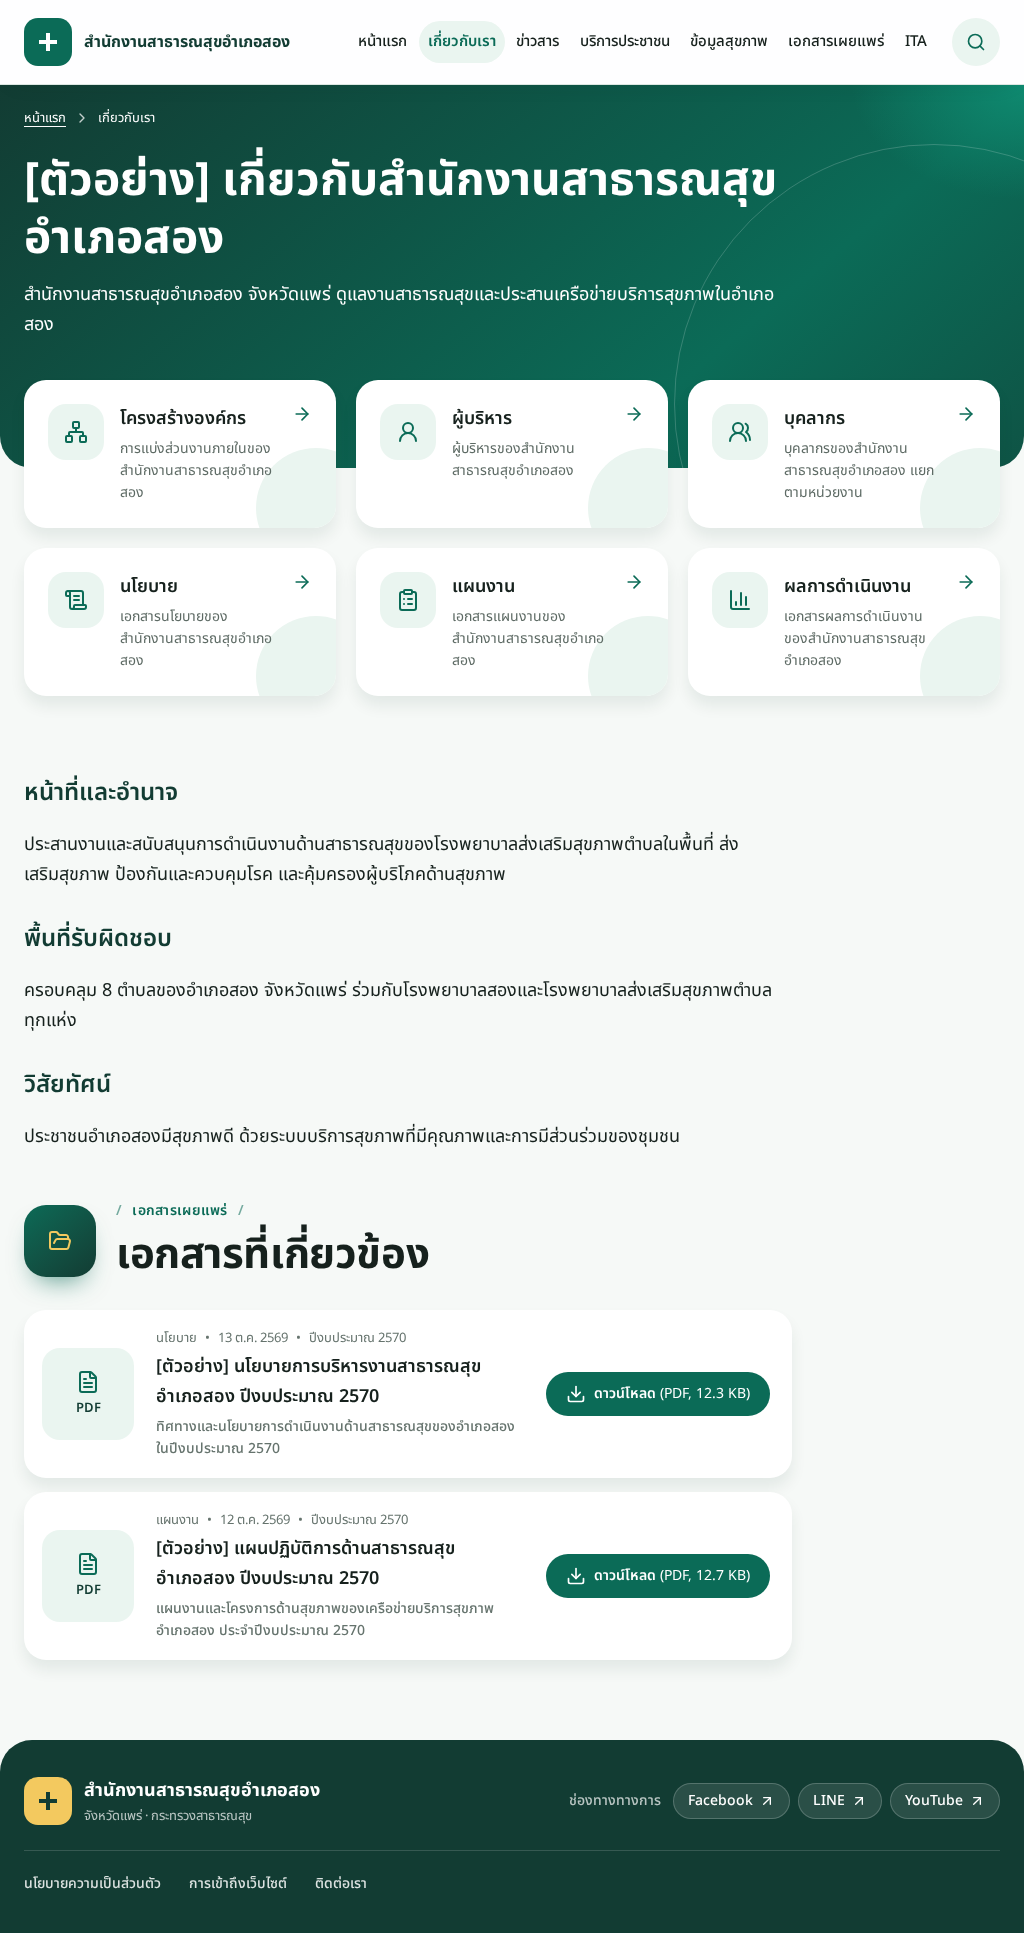 สำนักงานสาธารณสุขอำเภอสอง
หน้าแรก เกี่ยวกับเรา ข่าวสาร บริการประชาชน ข้อมูลสุขภาพ เอกสารเผยแพร่ ITA
หน้าแรก > เกี่ยวกับเรา
[ตัวอย่าง] เกี่ยวกับสำนักงานสาธารณสุข
อำเภอสอง
สำนักงานสาธารณสุขอำเภอสอง จังหวัดแพร่ ดูแลงานสาธารณสุขและประสานเครือข่ายบริการสุขภาพในอำเภอ
สอง
โครงสร้างองค์กร
การแบ่งส่วนงานภายในของ
สำนักงานสาธารณสุขอำเภอ
สอง
ผู้บริหาร
ผู้บริหารของสำนักงาน
สาธารณสุขอำเภอสอง
บุคลากร
บุคลากรของสำนักงาน
สาธารณสุขอำเภอสอง แยก
ตามหน่วยงาน
นโยบาย
เอกสารนโยบายของ
สำนักงานสาธารณสุขอำเภอ
สอง
แผนงาน
เอกสารแผนงานของ
สำนักงานสาธารณสุขอำเภอ
สอง
ผลการดำเนินงาน
เอกสารผลการดำเนินงาน
ของสำนักงานสาธารณสุข
อำเภอสอง
หน้าที่และอำนาจ
ประสานงานและสนับสนุนการดำเนินงานด้านสาธารณสุขของโรงพยาบาลส่งเสริมสุขภาพตำบลในพื้นที่ ส่ง
เสริมสุขภาพ ป้องกันและควบคุมโรค และคุ้มครองผู้บริโภคด้านสุขภาพ
พื้นที่รับผิดชอบ
ครอบคลุม 8 ตำบลของอำเภอสอง จังหวัดแพร่ ร่วมกับโรงพยาบาลสองและโรงพยาบาลส่งเสริมสุขภาพตำบล
ทุกแห่ง
วิสัยทัศน์
ประชาชนอำเภอสองมีสุขภาพดี ด้วยระบบบริการสุขภาพที่มีคุณภาพและการมีส่วนร่วมของชุมชน
/ เอกสารเผยแพร่ /
เอกสารที่เกี่ยวข้อง
PDF
นโยบาย • 13 ต.ค. 2569 • ปีงบประมาณ 2570
[ตัวอย่าง] นโยบายการบริหารงานสาธารณสุข
อำเภอสอง ปีงบประมาณ 2570
ทิศทางและนโยบายการดำเนินงานด้านสาธารณสุขของอำเภอสอง
ในปีงบประมาณ 2570
ดาวน์โหลด (PDF, 12.3 KB)
PDF
แผนงาน • 12 ต.ค. 2569 • ปีงบประมาณ 2570
[ตัวอย่าง] แผนปฏิบัติการด้านสาธารณสุข
อำเภอสอง ปีงบประมาณ 2570
แผนงานและโครงการด้านสุขภาพของเครือข่ายบริการสุขภาพ
อำเภอสอง ประจำปีงบประมาณ 2570
ดาวน์โหลด (PDF, 12.7 KB)
สำนักงานสาธารณสุขอำเภอสอง
จังหวัดแพร่ · กระทรวงสาธารณสุข
ช่องทางทางการ Facebook LINE YouTube
นโยบายความเป็นส่วนตัว การเข้าถึงเว็บไซต์ ติดต่อเรา